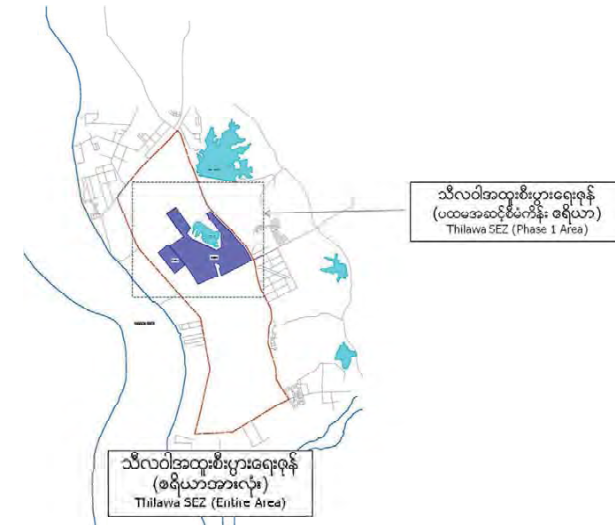 သီလဝါအထူးစီးပွားရေးဇုန်
(ပထမအဆင့်စီမံကိန်း ဧရိယာ)
Thilawa SEZ (Phase 1 Area)
သီလဝါအထူးစီးပွားရေးဇုန်
(ဧရိယာအားလုံး)
Thilawa SEZ (Entire Area)